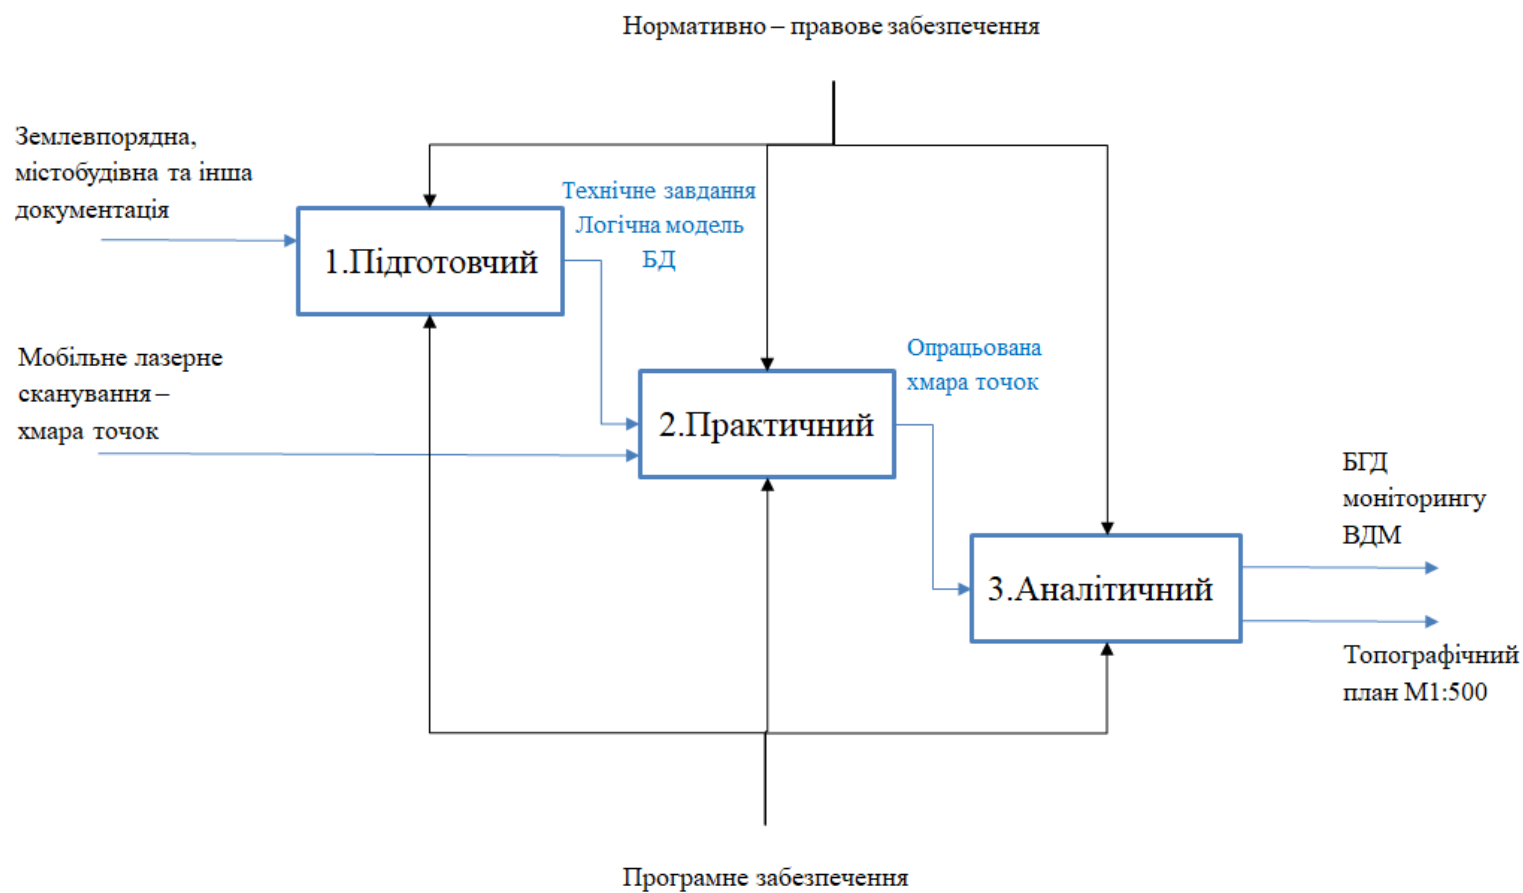 Нормативно – правове забезпечення
Землевпорядна,
містобудівна та інша
документація
Технічне завдання
Логічна модель
БД
1.Підготовчий
Мобільне лазерне
сканування –
хмара точок
Опрацьована
хмара точок
2.Практичний
БГД
моніторингу
ВДМ
3.Аналітичний
Топографічний
план М1:500
Програмне забезпечення